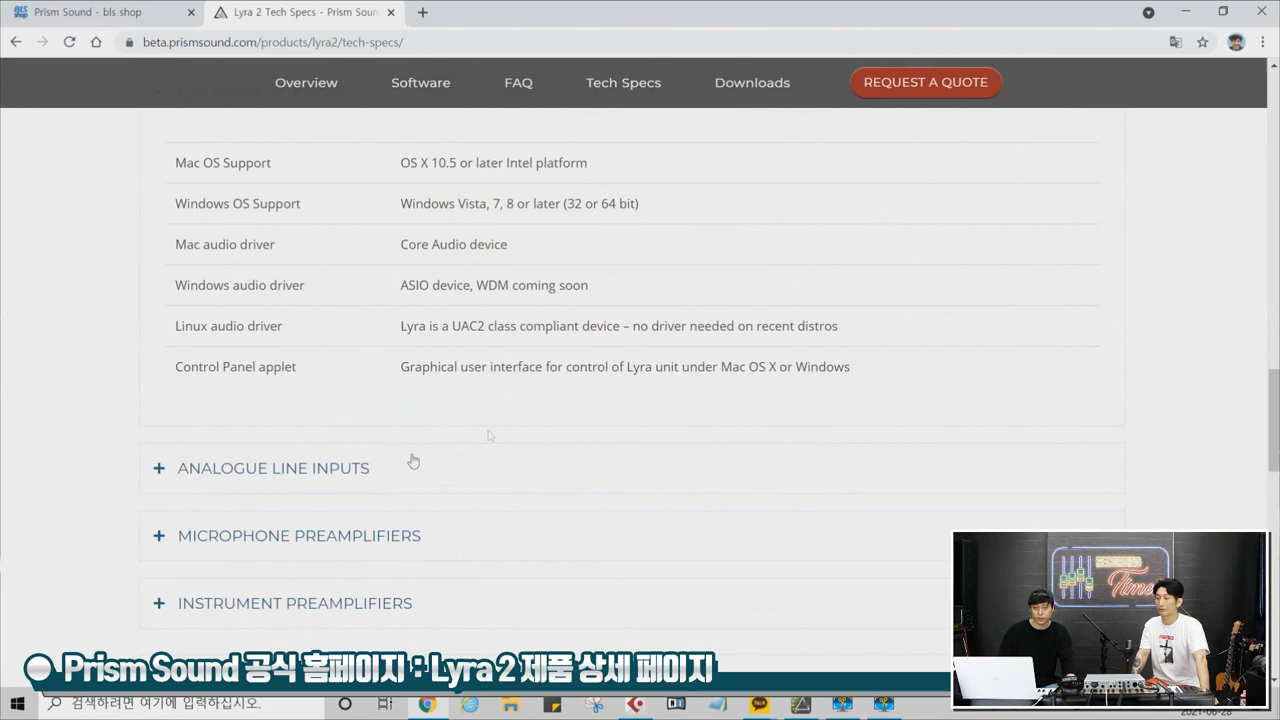 Prism Sound - bls shop
Lyra 2 Tech Specs - Prism Soun
beta.prismsound.com/products/lyra2/tech-specs/
Overview
Software
FAQ
Tech Specs
Downloads
REQUEST A QUOTE
Mac OS Support
OS X 10.5 or later Intel platform
Windows OS Support
Windows Vista, 7, 8 or later (32 or 64 bit)
Mac audio driver
Core Audio device
Windows audio driver
ASIO device, WDM coming soon
Linux audio driver
Lyra is a UAC2 class compliant device – no driver needed on recent distros
Control Panel applet
Graphical user interface for control of Lyra unit under Mac OS X or Windows
+ ANALOGUE LINE INPUTS
+ MICROPHONE PREAMPLIFIERS
+ INSTRUMENT PREAMPLIFIERS
Time
Prism Sound 공식 홈페이지 : Lyra 2 제품 상세 페이지
검색하려면 여기에 입력하십시오.
TALK
2021-06-28